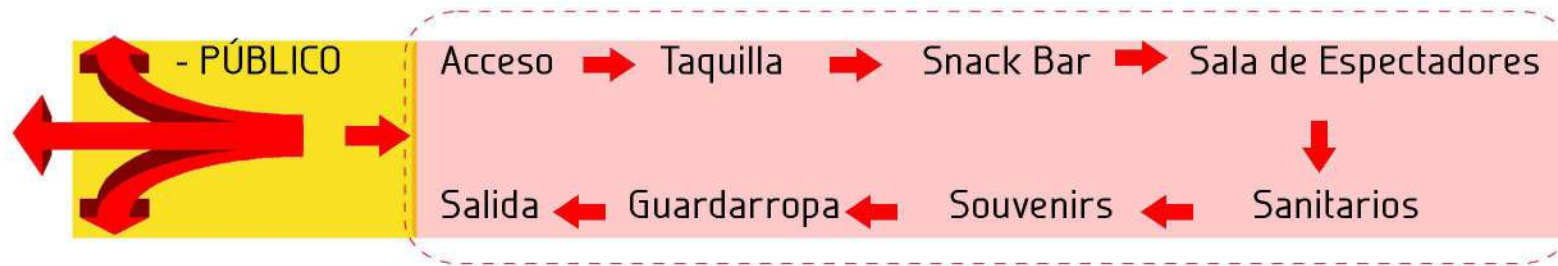 - PÚBLICO Acceso Taquilla Snack Bar Sala de Espectadores
Salida Guardarropa Souvenirs Sanitarios